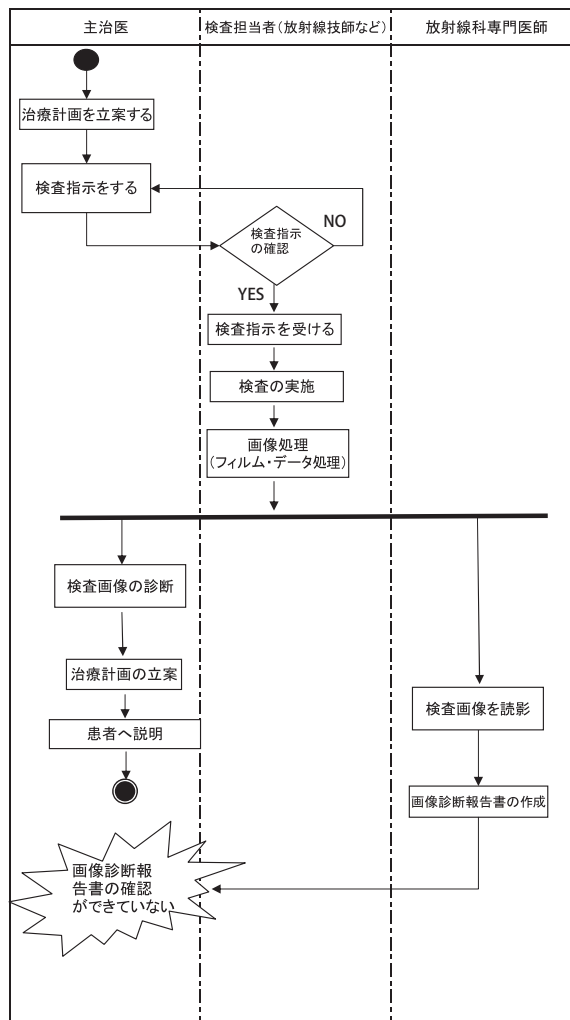 主治医
検査担当者(放射線技師など)
放射線科専門医師
治療計画を立案する
検査指示をする
NO
検査指示
の確認
YES
検査指示を受ける
検査の実施
画像処理
(フィルム・データ処理)
検査画像の診断
治療計画の立案
検査画像を読影
患者へ説明
画像診断報告書の作成
画像診断報
告書の確認
ができていない